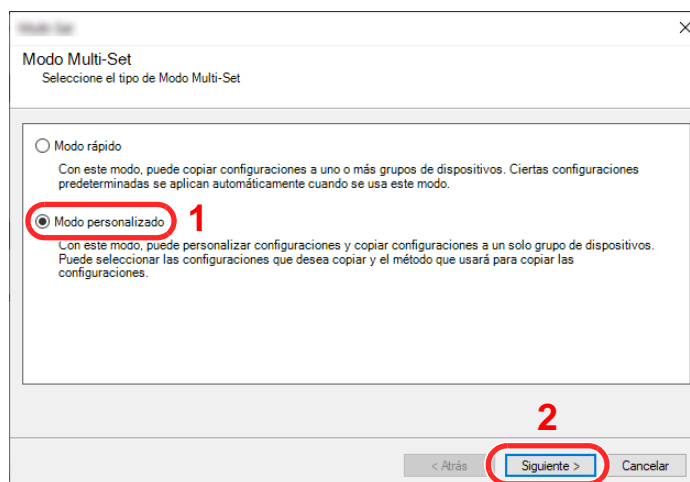 Modo Multi-Set
Seleccione el tipo de Modo Multi-Set
Modo rápido
Con este modo, puede copiar configuraciones a uno o más grupos de dispositivos. Ciertas configuraciones
predeterminadas se aplican automáticamente cuando se usa este modo.
Modo personalizado
1
Con este modo, puede personalizar configuraciones y copiar configuraciones a un solo grupo de dispositivos.
Puede seleccionar las configuraciones que desea copiar y el método que usará para copiar las
configuraciones.
2
< Atrás
Siguiente >
Cancelar